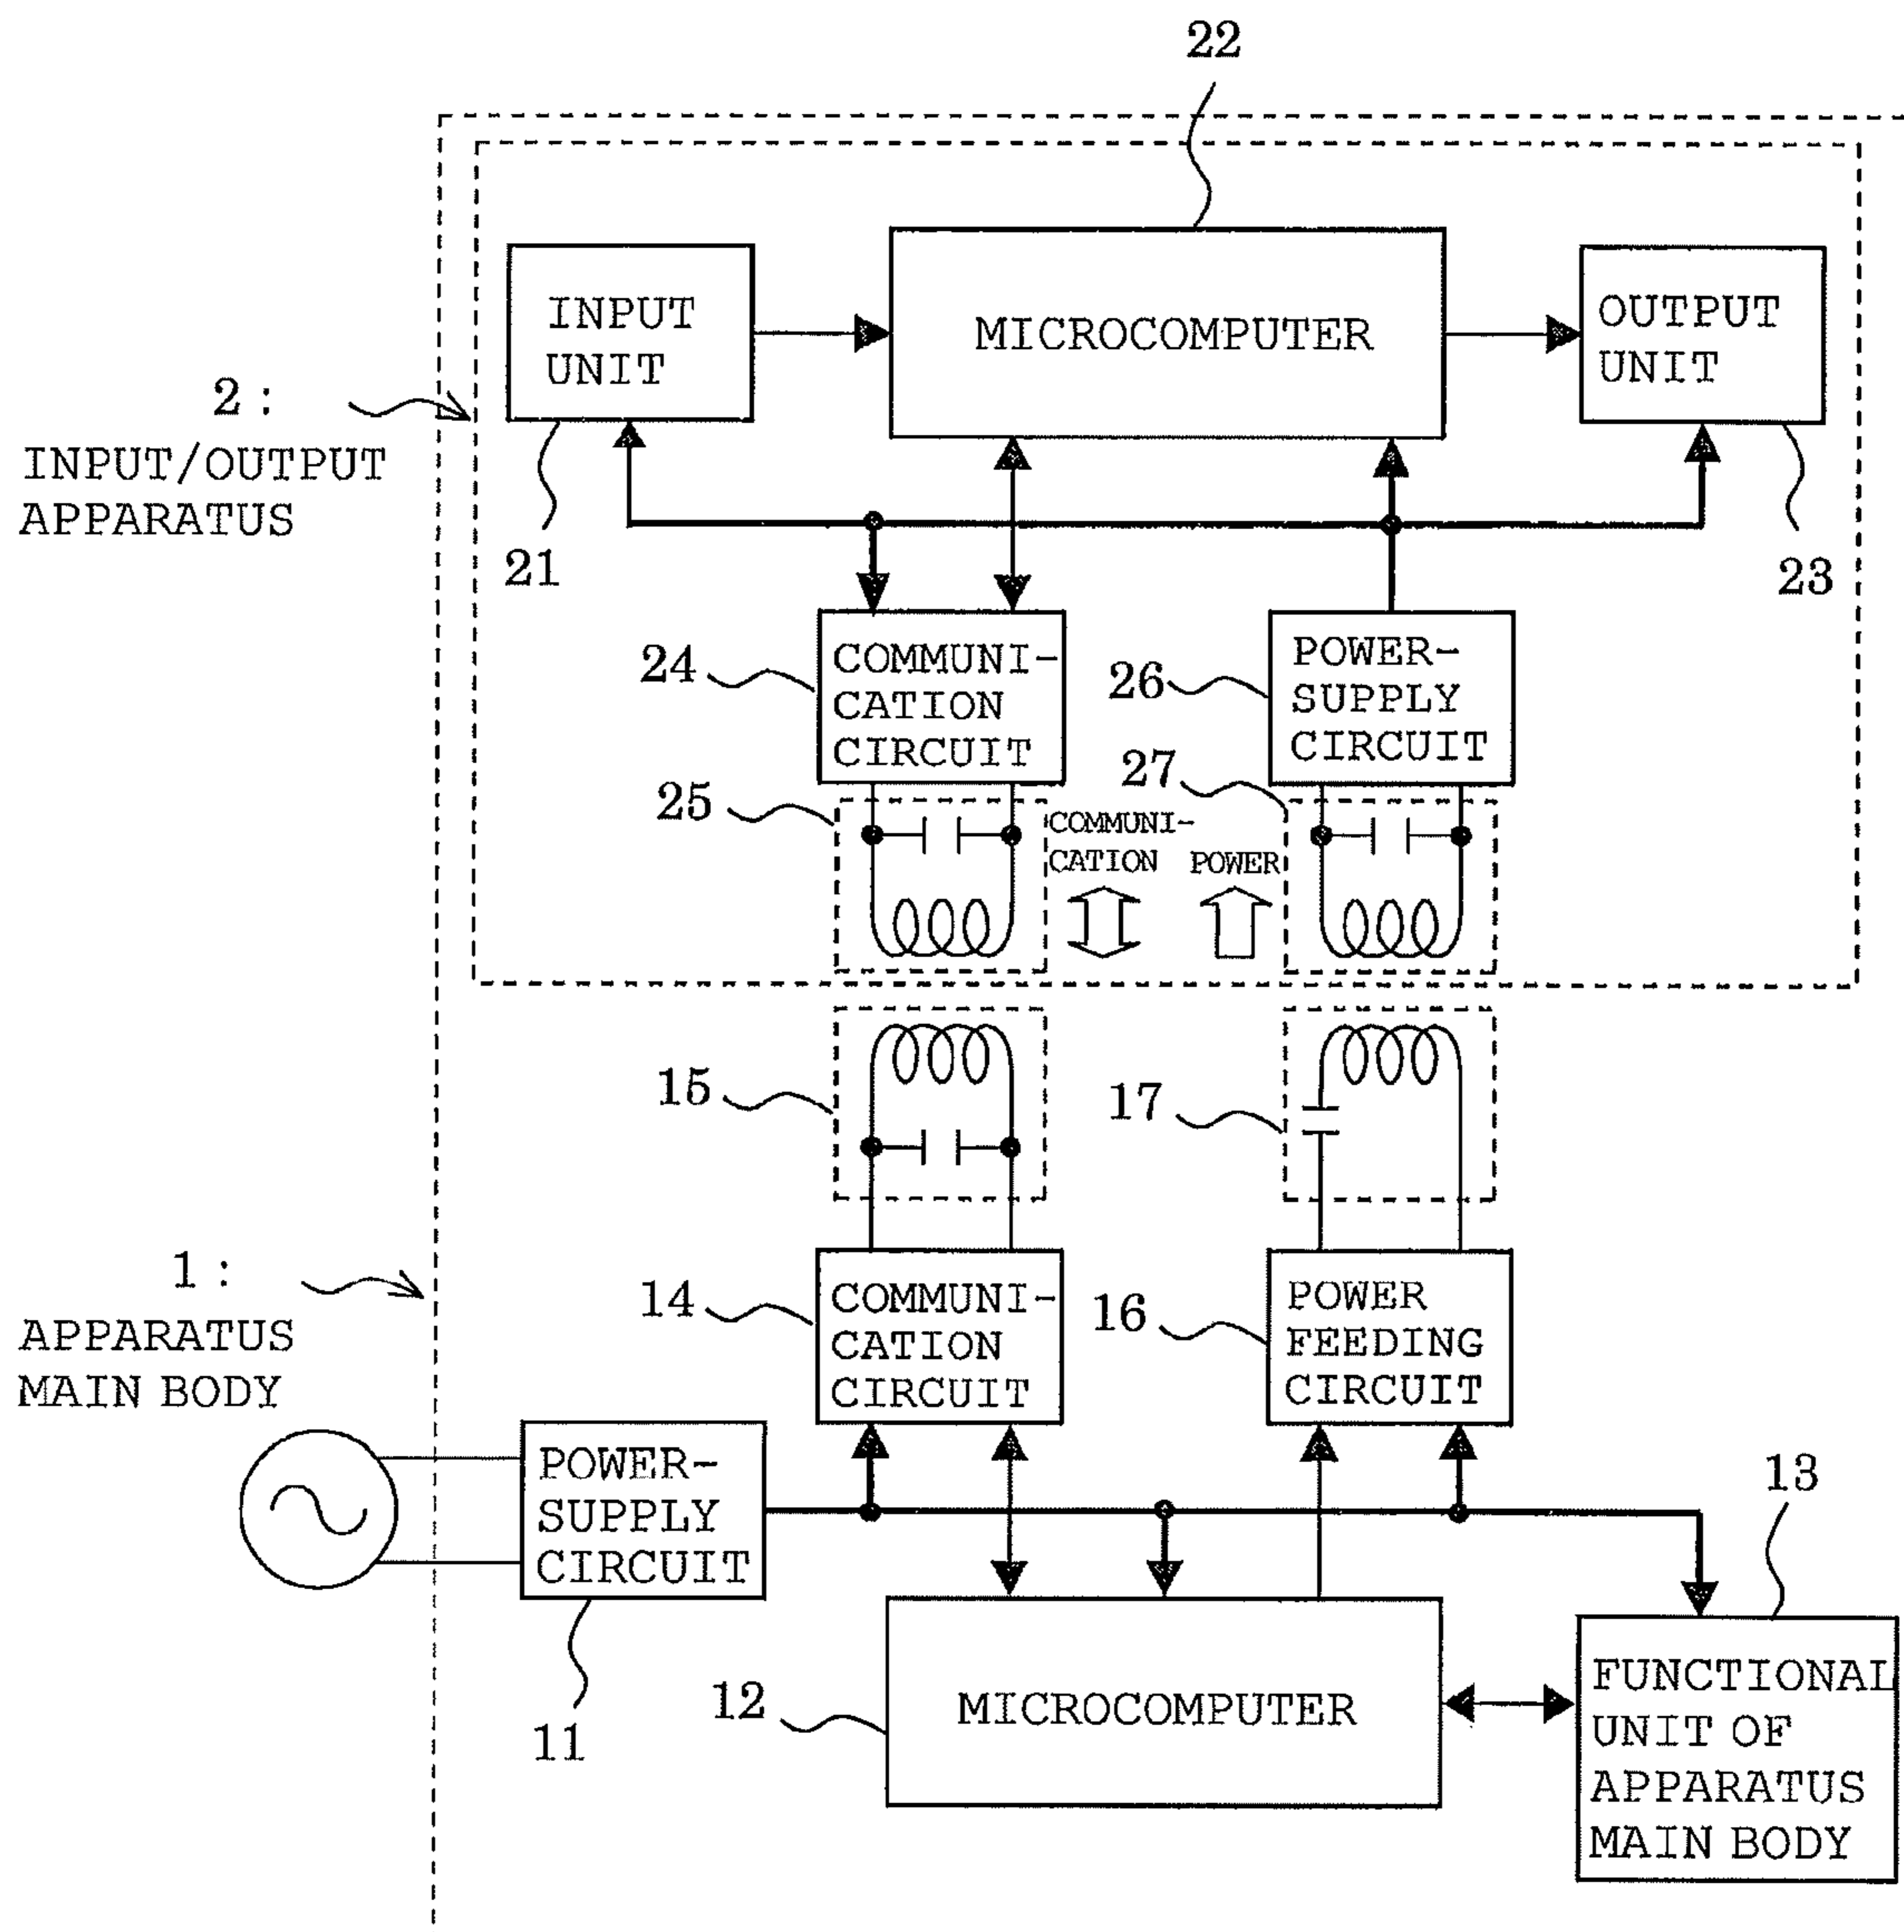 22
INPUT
UNIT
MICROCOMPUTER
OUTPUT
UNIT
2 :
INPUT/OUTPUT
APPARATUS
21
23
24
COMMUNI-
CATION
CIRCUIT
26
POWER-
SUPPLY
CIRCUIT
25
27
COMMUNI-
CATION
POWER
15
17
1 :
APPARATUS
MAIN BODY
14
COMMUNI-
CATION
CIRCUIT
16
POWER
FEEDING
CIRCUIT
POWER-
SUPPLY
CIRCUIT
13
11
12
MICROCOMPUTER
FUNCTIONAL
UNIT OF
APPARATUS
MAIN BODY